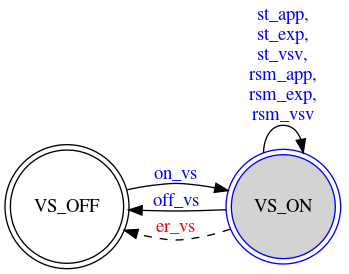 st_app,
st_exp,
st_vsv,
rsm_app,
rsm_exp,
rsm_vsv
on_vs
VS_OFF
off_vs
VS_ON
er_vs